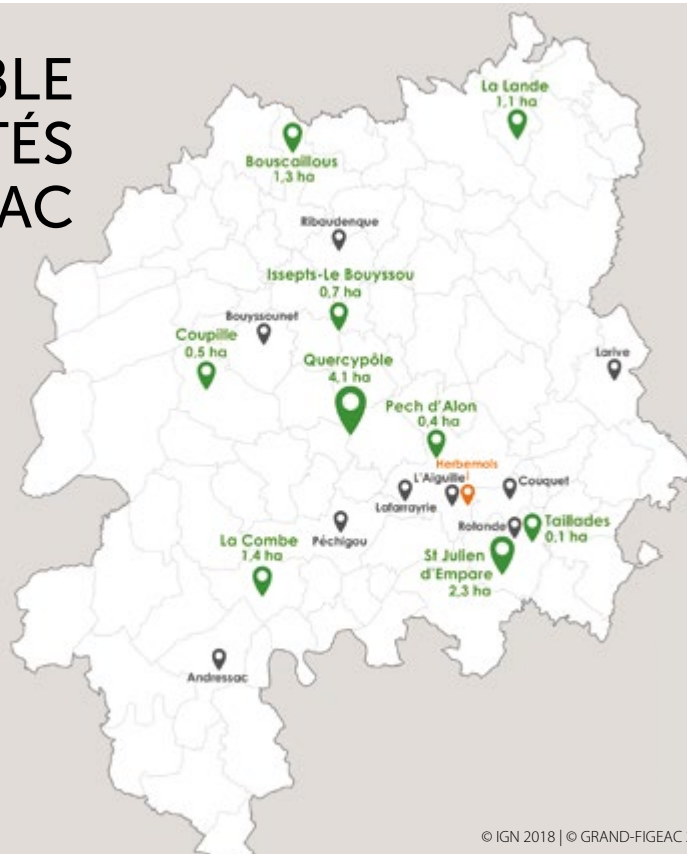 BLE
TÉS
AC
La Lande
1,1 ha
Bouscaillous
1,3 ha
Ribaudenque
Issepts-Le Bouyssou
0,7 ha
Bouyssounet
Coupille
0,5 ha
Larive
Quercypôle
4,1 ha
Pech d'Alon
0,4 ha
Herbemols
L'Aiguille
Couquet
Lafarrayrie
Péchigou
Rotonde
Taillades
0,1 ha
La Combe
1,4 ha
St Julien
d'Empare
2,3 ha
Andressac
© IGN 2018 | © GRAND-FIGEAC